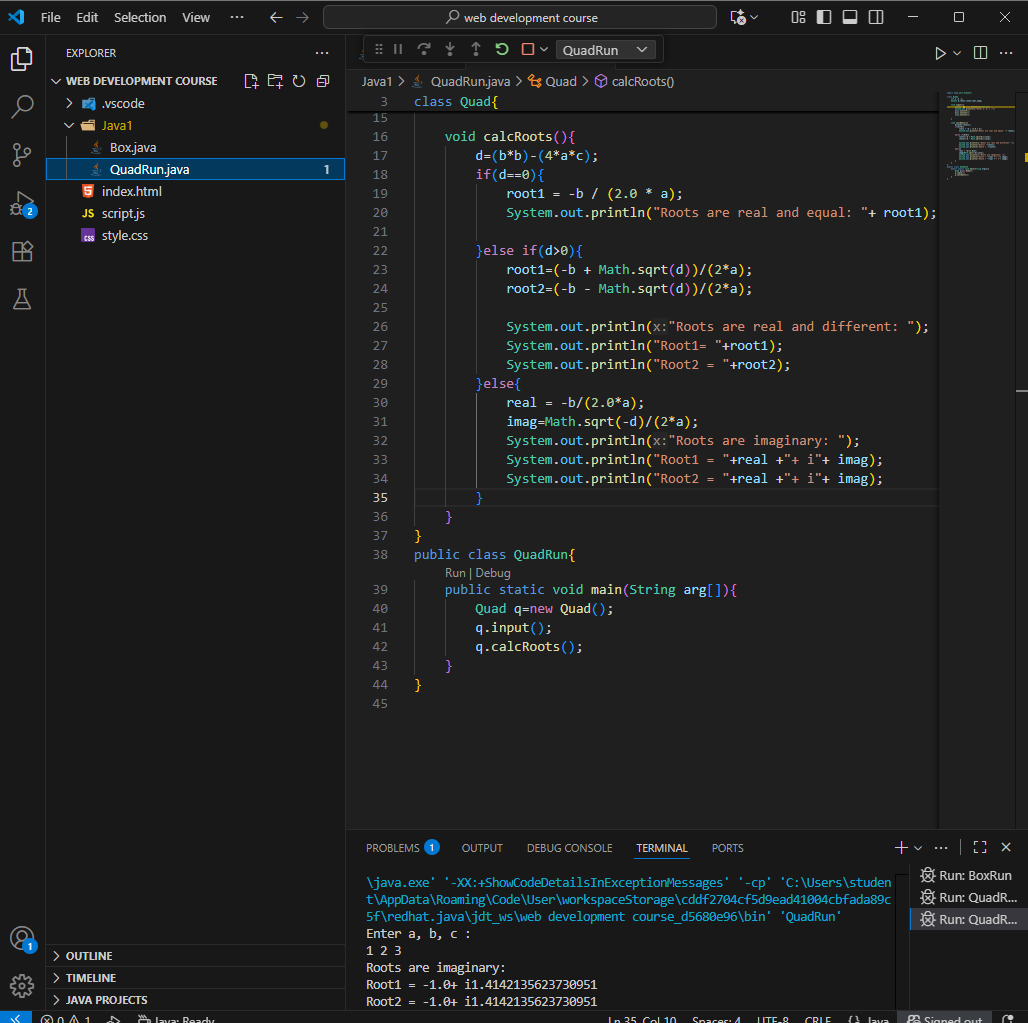 File Edit Selection View ··· web development course
EXPLORER ···
WEB DEVELOPMENT COURSE
.vscode
Java1
Box.java
QuadRun.java 1
index.html
JS script.js
css style.css
2
1
OUTLINE
TIMELINE
JAVA PROJECTS
QuadRun
Java1 > QuadRun.java > Quad > calcRoots()
3 class Quad{
15
16 void calcRoots(){
17 d=(b*b)-(4*a*c);
18 if(d==0){
19 root1 = -b / (2.0 * a);
20 System.out.println("Roots are real and equal: "+ root1);
21
22 }else if(d>0){
23 root1=(-b + Math.sqrt(d))/(2*a);
24 root2=(-b - Math.sqrt(d))/(2*a);
25
26 System.out.println(x:"Roots are real and different: ");
27 System.out.println("Root1= "+root1);
28 System.out.println("Root2 = "+root2);
29 }else{
30 real = -b/(2.0*a);
31 imag=Math.sqrt(-d)/(2*a);
32 System.out.println(x:"Roots are imaginary: ");
33 System.out.println("Root1 = "+real +"+ i"+ imag);
34 System.out.println("Root2 = "+real +"+ i"+ imag);
35 }
36 }
37 }
38 public class QuadRun{
Run | Debug
39 public static void main(String arg[]){
40 Quad q=new Quad();
41 q.input();
42 q.calcRoots();
43 }
44 }
45
PROBLEMS 1 OUTPUT DEBUG CONSOLE TERMINAL PORTS
\java.exe' '-XX:+ShowCodeDetailsInExceptionMessages' '-cp' 'C:\Users\studen
t\AppData\Roaming\Code\User\workspaceStorage\cddf2704cf5d9ead41004cbfada89c
5f\redhat.java\jdt_ws\web development course_d5680e96\bin' 'QuadRun'
Enter a, b, c :
1 2 3
Roots are imaginary:
Root1 = -1.0+ i1.4142135623730951
Root2 = -1.0+ i1.4142135623730951
Run: BoxRun
Run: QuadR...
Run: QuadR...
0 1 Java: Ready Ln 35, Col 10 Spaces: 4 UTF-8 CRLF {} Java Signed out